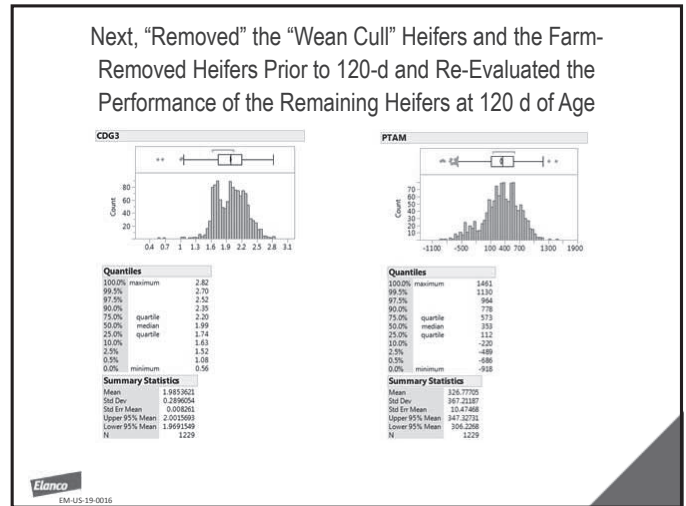 Next, “Removed” the “Wean Cull” Heifers and the Farm-
Removed Heifers Prior to 120-d and Re-Evaluated the
Performance of the Remaining Heifers at 120 d of Age
CDG3
Count
80
60
40
20
0.4 0.7 1 1.3 1.6 1.9 2.2 2.5 2.8 3.1
Quantiles
100.0% maximum 2.82
99.5% 2.70
97.5% 2.52
90.0% 2.35
75.0% quartile 2.20
50.0% median 1.99
25.0% quartile 1.74
10.0% 1.63
2.5% 1.52
0.5% 1.08
0.0% minimum 0.56
Summary Statistics
Mean 1.9853621
Std Dev 0.2896054
Std Err Mean 0.008261
Upper 95% Mean 2.0015693
Lower 95% Mean 1.9691549
N 1229
PTAM
Count
70
60
50
40
30
20
10
-1100 -500 100 400 700 1300 1900
Quantiles
100.0% maximum 1461
99.5% 1130
97.5% 964
90.0% 778
75.0% quartile 573
50.0% median 353
25.0% quartile 112
10.0% -220
2.5% -489
0.5% -686
0.0% minimum -918
Summary Statistics
Mean 326.77705
Std Dev 367.21187
Std Err Mean 10.47468
Upper 95% Mean 347.32731
Lower 95% Mean 306.2268
N 1229
Elanco
EM-US-19-0016